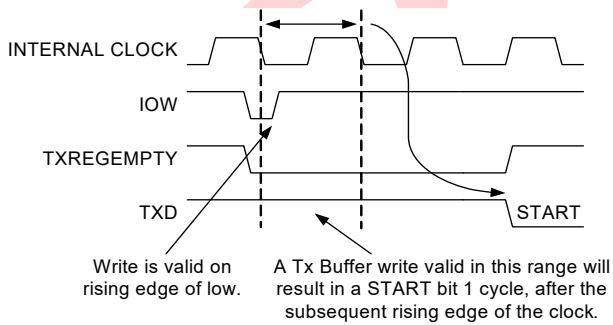 INTERNAL CLOCK
IOW
TXREGEMPTY
TXD
START
Write is valid on
rising edge of low.
A Tx Buffer write valid in this range will
result in a START bit 1 cycle, after the
subsequent rising edge of the clock.